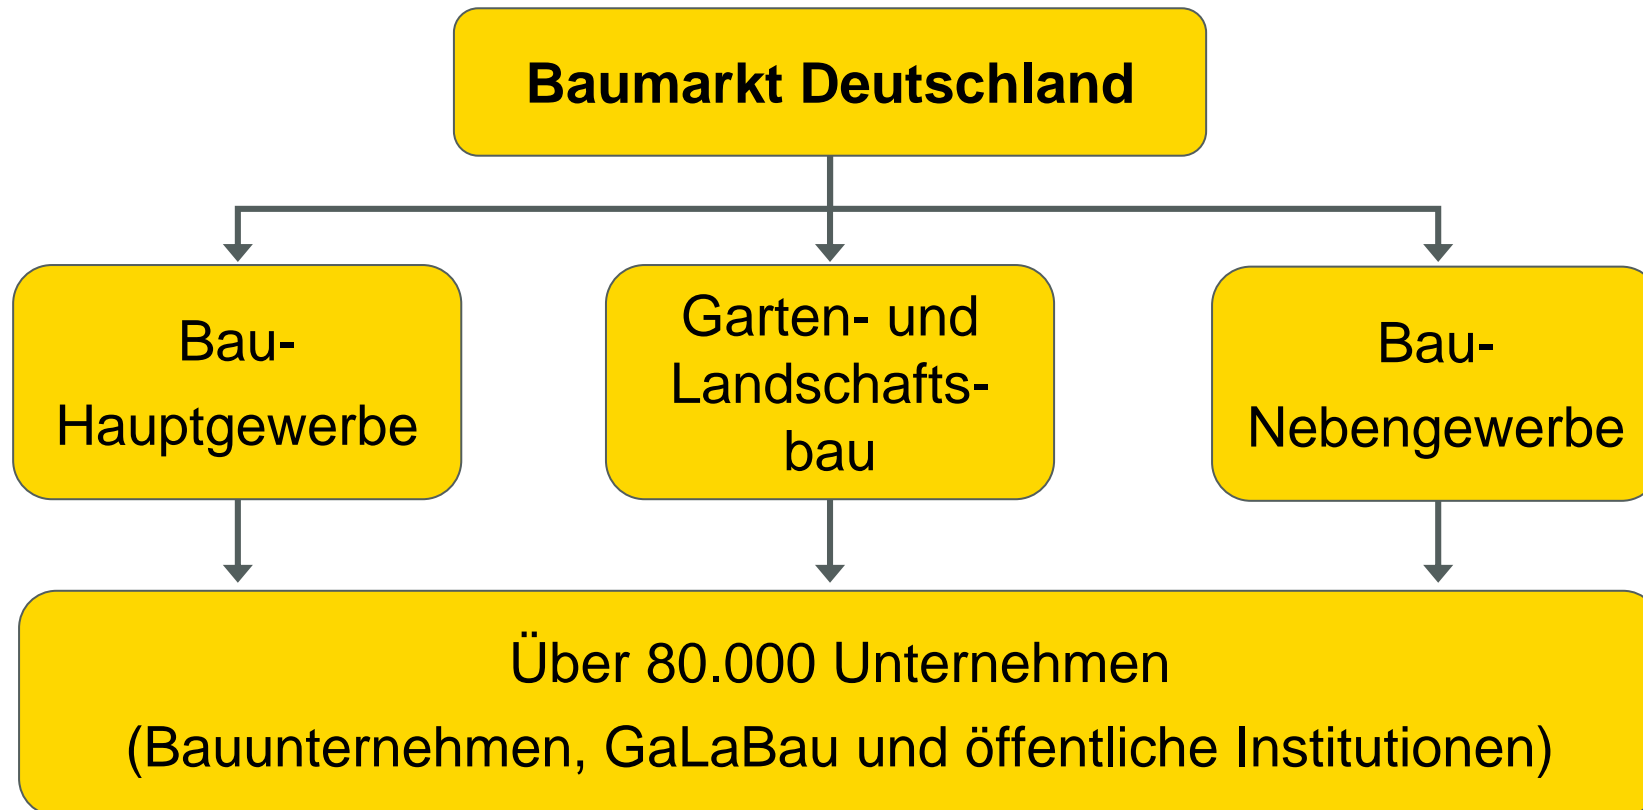 Baumarkt Deutschland
Bau-
Hauptgewerbe
Garten- und
Landschafts-
bau
Bau-
Nebengewerbe
Über 80.000 Unternehmen
(Bauunternehmen, GaLaBau und öffentliche Institutionen)